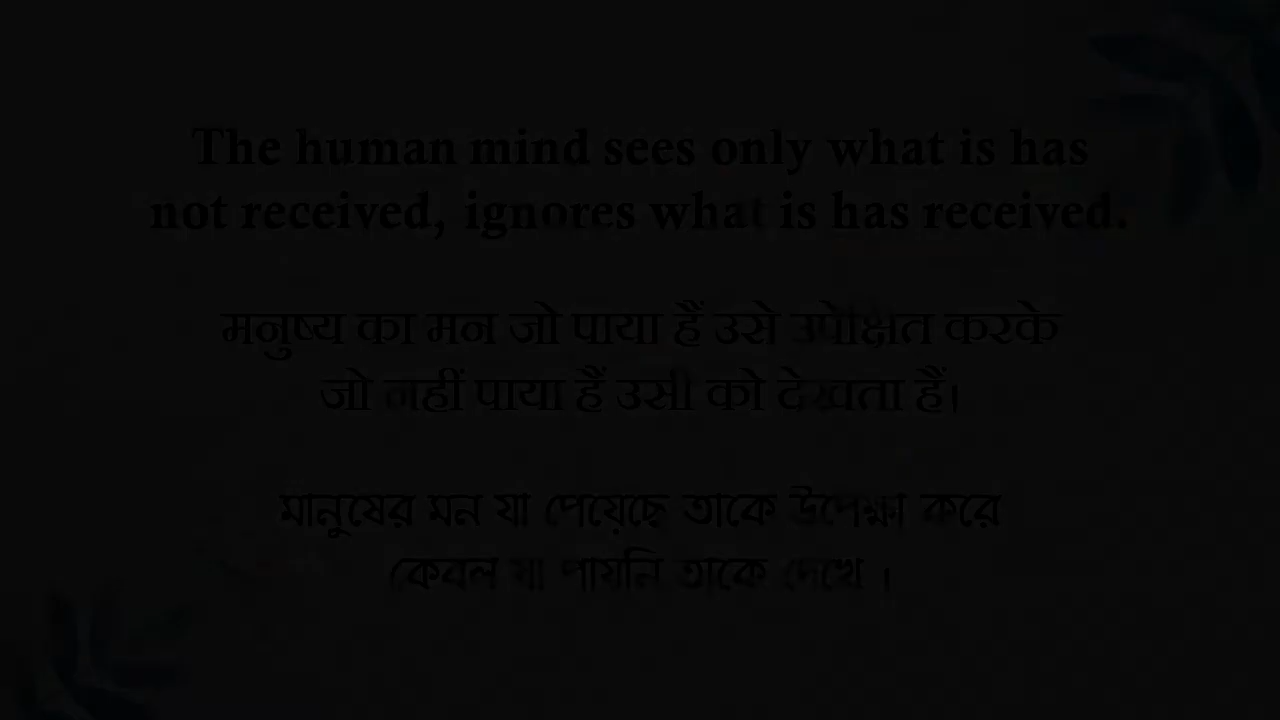 The human mind sees only what is has
not received, ignores what is has received.
मनुष्य का मन जो पाया हैं उसे उपेक्षित करके
जो नहीं पाया हैं उसी को देखता हैं।
মানুষের মন যা পেয়েছে তাকে উপেক্ষা করে
কেবল যা পায়নি তাকে দেখে ।